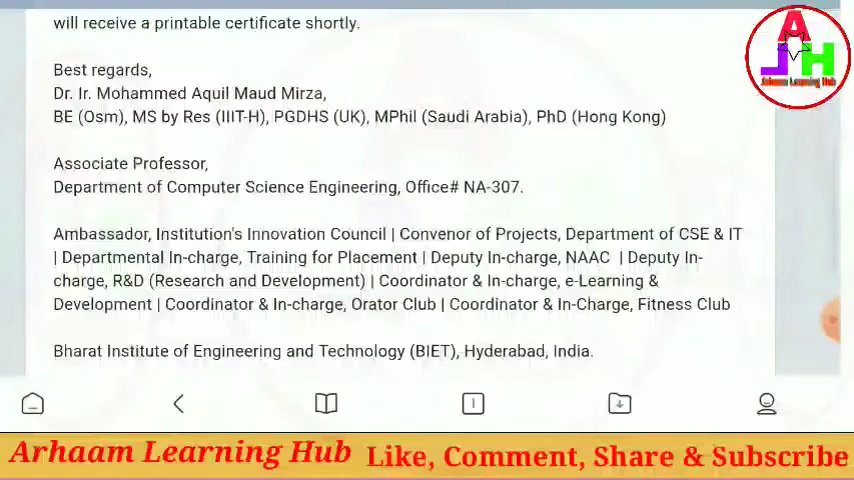 will receive a printable certificate shortly.
Best regards,
Dr. Ir. Mohammed Aquil Maud Mirza,
BE (Osm), MS by Res (IIIT-H), PGDHS (UK), MPhil (Saudi Arabia), PhD (Hong Kong)
Associate Professor,
Department of Computer Science Engineering, Office# NA-307.
Ambassador, Institution's Innovation Council | Convenor of Projects, Department of CSE & IT
| Departmental In-charge, Training for Placement | Deputy In-charge, NAAC | Deputy In-
charge, R&D (Research and Development) | Coordinator & In-charge, e-Learning &
Development | Coordinator & In-charge, Orator Club | Coordinator & In-Charge, Fitness Club
Bharat Institute of Engineering and Technology (BIET), Hyderabad, India.
A
J H
Arhaam Learning Hub
Arhaam Learning Hub Like, Comment, Share & Subscribe